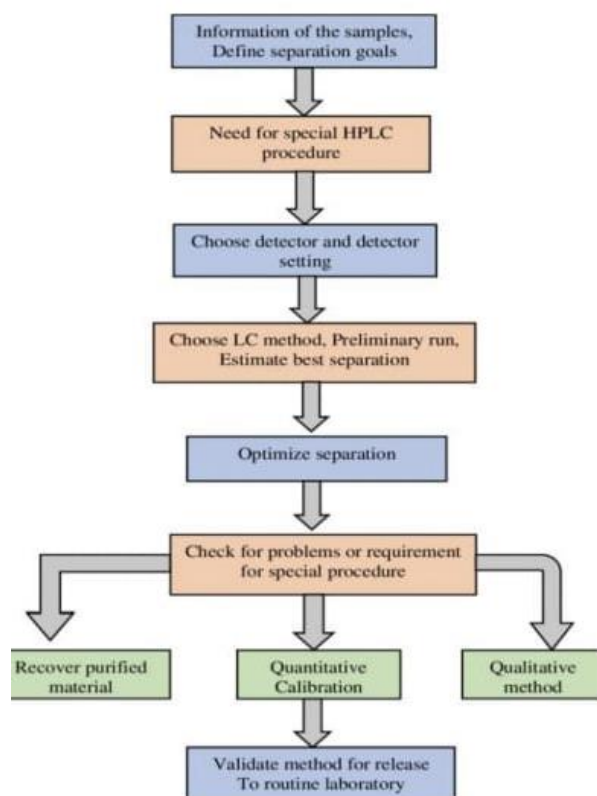 Information of the samples,
Define separation goals
Need for special HPLC
procedure
Choose detector and detector
setting
Choose LC method, Preliminary run,
Estimate best separation
Optimize separation
Check for problems or requirement
for special procedure
Recover purified
material
Quantitative
Calibration
Qualitative
method
Validate method for release
To routine laboratory